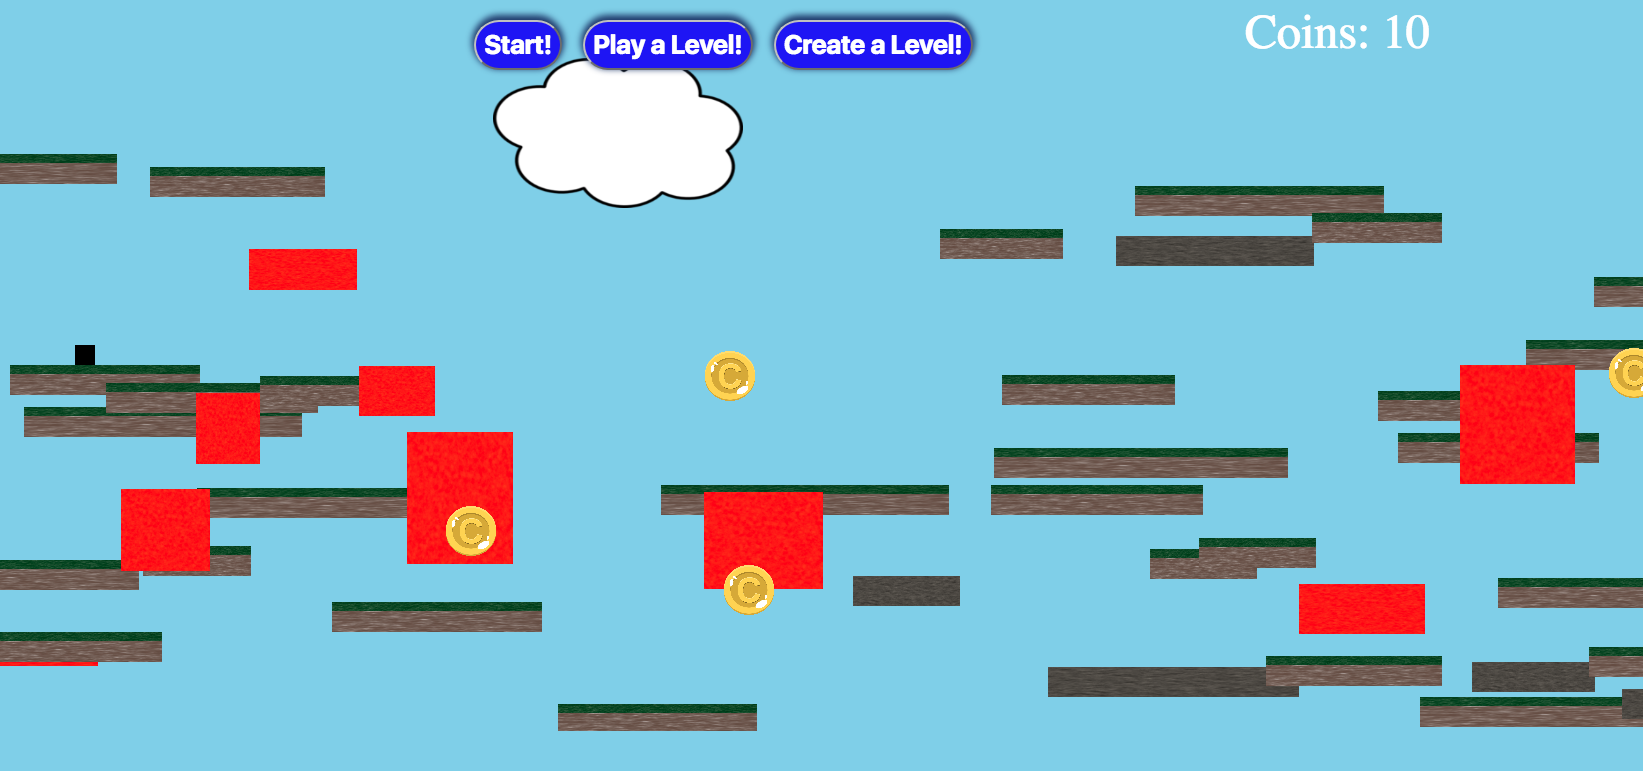 Start!
Play a Level!
Create a Level!
Coins: 10
C
C
C
C